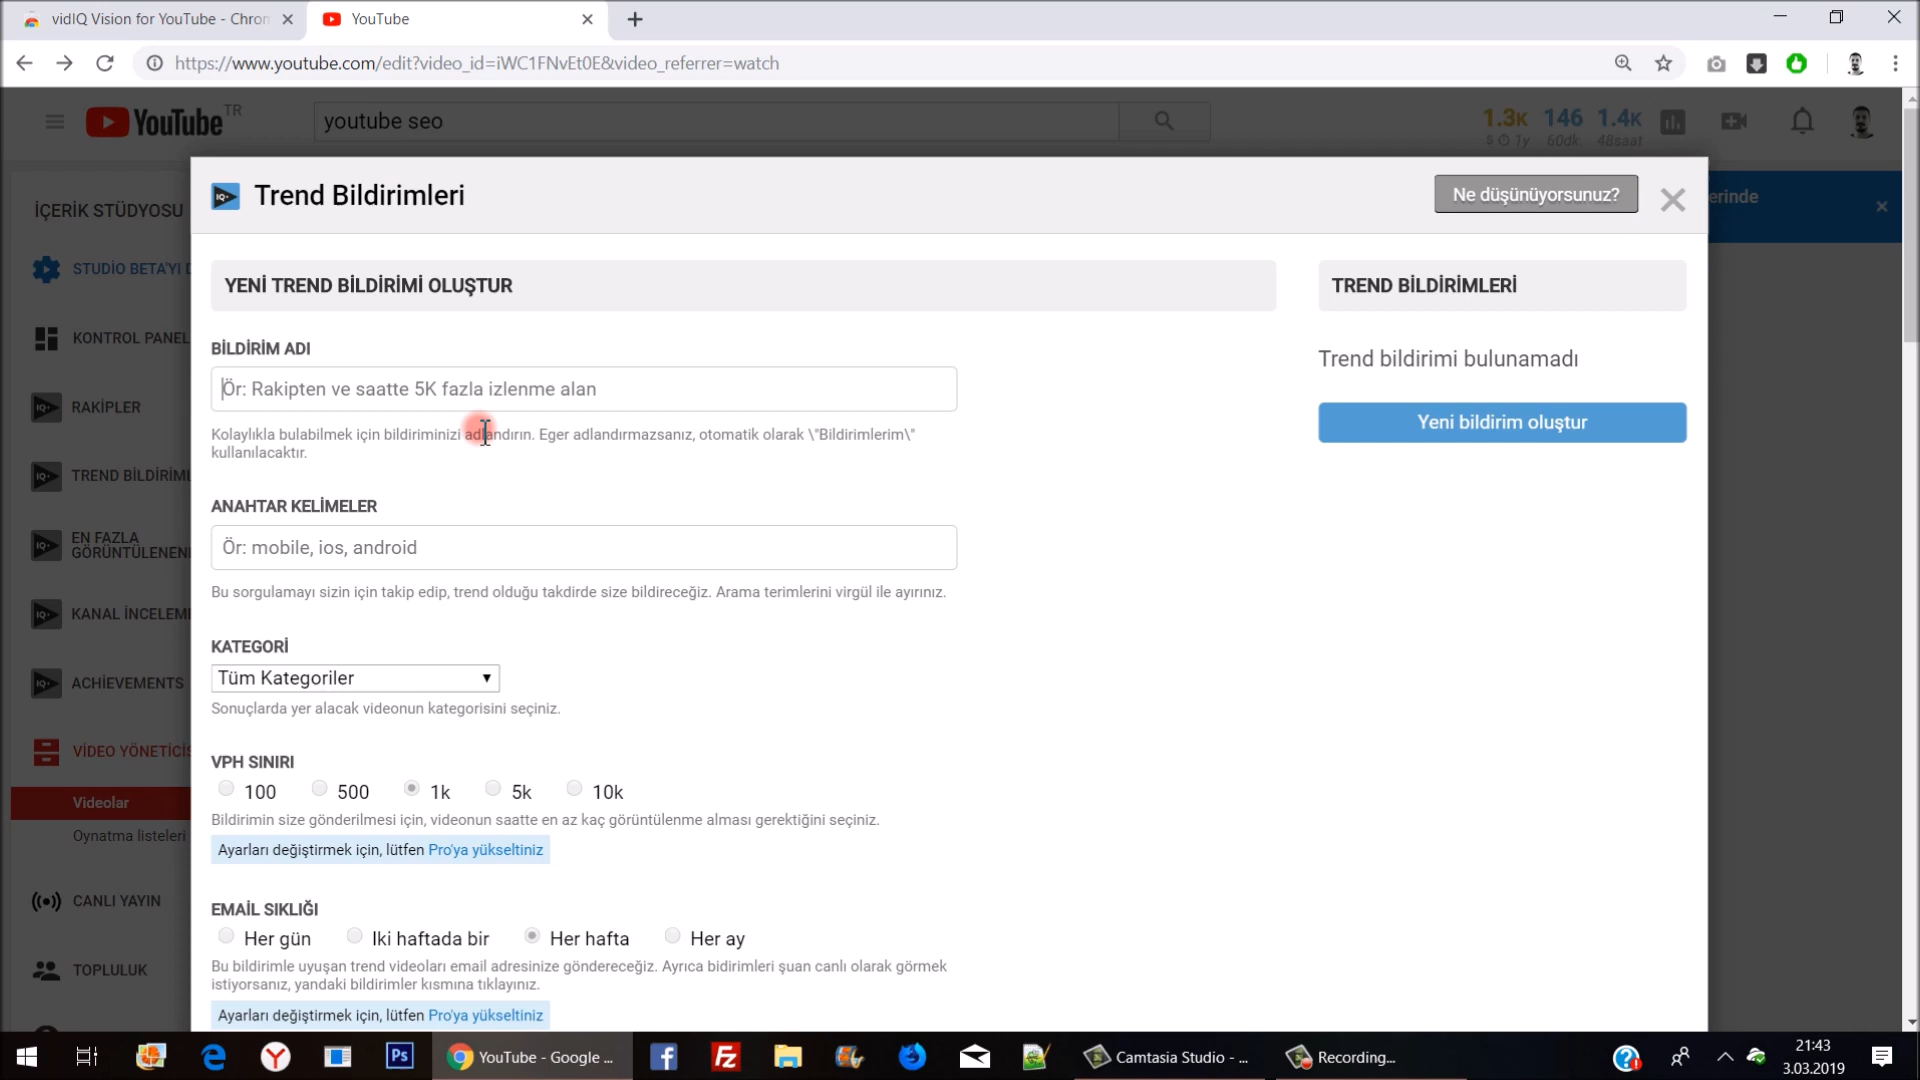 vidIQ Vision for YouTube - Chron
YouTube
https://www.youtube.com/edit?video_id=iWC1FNvEt0E&video_referrer=watch
YouTube TR
youtube seo
1.3K 146 1.4K
1y 60dk. 48saat
Trend Bildirimleri
Ne düşünüyorsunuz?
erinde
İÇERİK STÜDYOSU
STUDİO BETA'YI D
KONTROL PANEL
RAKİPLER
TREND BİLDİRİML
EN FAZLA
GÖRÜNTÜLENEN
KANAL İNCELEME
ACHİEVEMENTS
VİDEO YÖNETİCİS
Videolar
Oynatma listeleri
CANLI YAYIN
TOPLULUK
YENİ TREND BİLDİRİMİ OLUŞTUR
BİLDİRİM ADI
Ör: Rakipten ve saatte 5K fazla izlenme alan
Kolaylıkla bulabilmek için bildiriminizi adlandırın. Eger adlandırmazsanız, otomatik olarak \"Bildirimlerim\"
kullanılacaktır.
ANAHTAR KELİMELER
Ör: mobile, ios, android
Bu sorgulamayı sizin için takip edip, trend olduğu takdirde size bildireceğiz. Arama terimlerini virgül ile ayırınız.
KATEGORİ
Tüm Kategoriler
Sonuçlarda yer alacak videonun kategorisini seçiniz.
VPH SINIRI
100 500 1k 5k 10k
Bildirimin size gönderilmesi için, videonun saatte en az kaç görüntülenme alması gerektiğini seçiniz.
Ayarları değiştirmek için, lütfen Pro'ya yükseltiniz
EMAİL SIKLIĞI
Her gün Iki haftada bir Her hafta Her ay
Bu bildirimle uyuşan trend videoları email adresinize göndereceğiz. Ayrıca bidirimleri şuan canlı olarak görmek
istiyorsanız, yandaki bildirimler kısmına tıklayınız.
Ayarları değiştirmek için, lütfen Pro'ya yükseltiniz
TREND BİLDİRİMLERİ
Trend bildirimi bulunamadı
Yeni bildirim oluştur
YouTube - Google ...
Camtasia Studio - ...
Recording...
21:43
3.03.2019